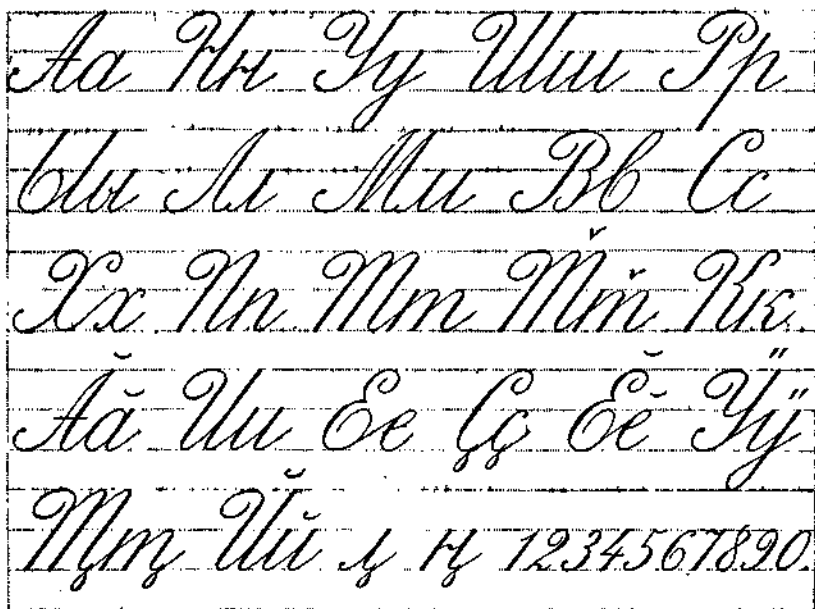 Аа Нн Уу Шш Рр
Ыы Лл Мм Вв Сс
Хх Пп Тт Т̌т̌ Кк
Ӑӑ Ии Ее Ҫҫ Ӗӗ Ӳӳ
Ꚋꚋ Йй ԡ ԣ 1234567890.